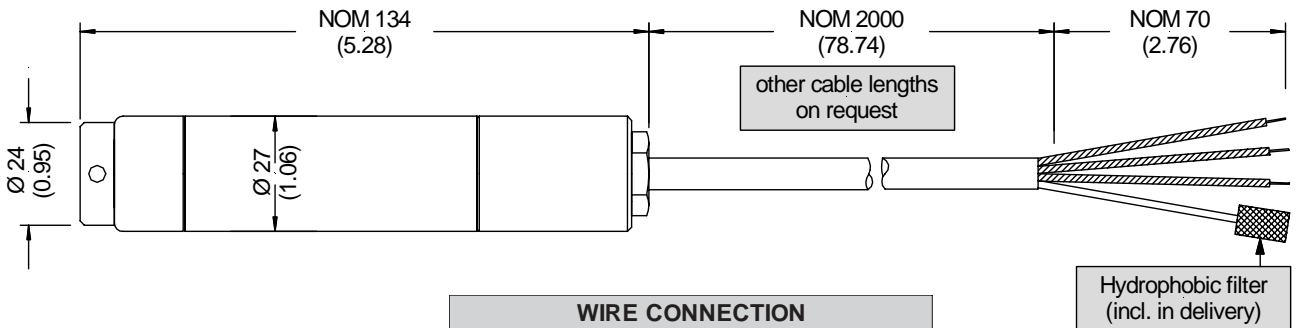 NOM 134
(5.28)
NOM 2000
(78.74)
NOM 70
(2.76)
other cable lengths
on request
Ø 24
(0.95)
Ø 27
(1.06)
Hydrophobic filter
(incl. in delivery)
WIRE CONNECTION